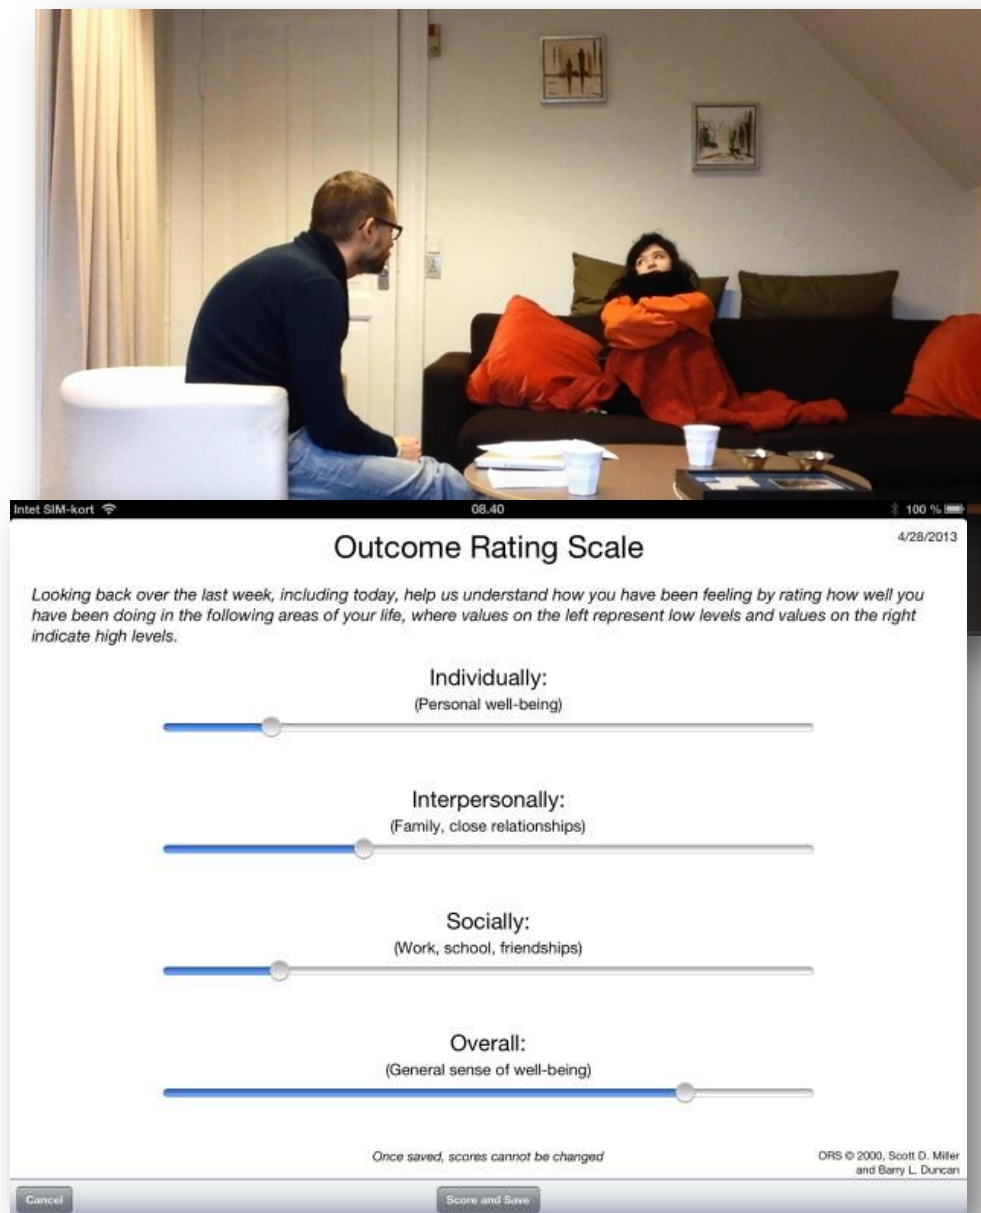 Intet SIM-kort 08.40 100 %
4/28/2013
Outcome Rating Scale
Looking back over the last week, including today, help us understand how you have been feeling by rating how well you
have been doing in the following areas of your life, where values on the left represent low levels and values on the right
indicate high levels.
Individually:
(Personal well-being)
Interpersonally:
(Family, close relationships)
Socially:
(Work, school, friendships)
Overall:
(General sense of well-being)
Once saved, scores cannot be changed
ORS © 2000, Scott D. Miller
and Barry L. Duncan
Cancel
Score and Save